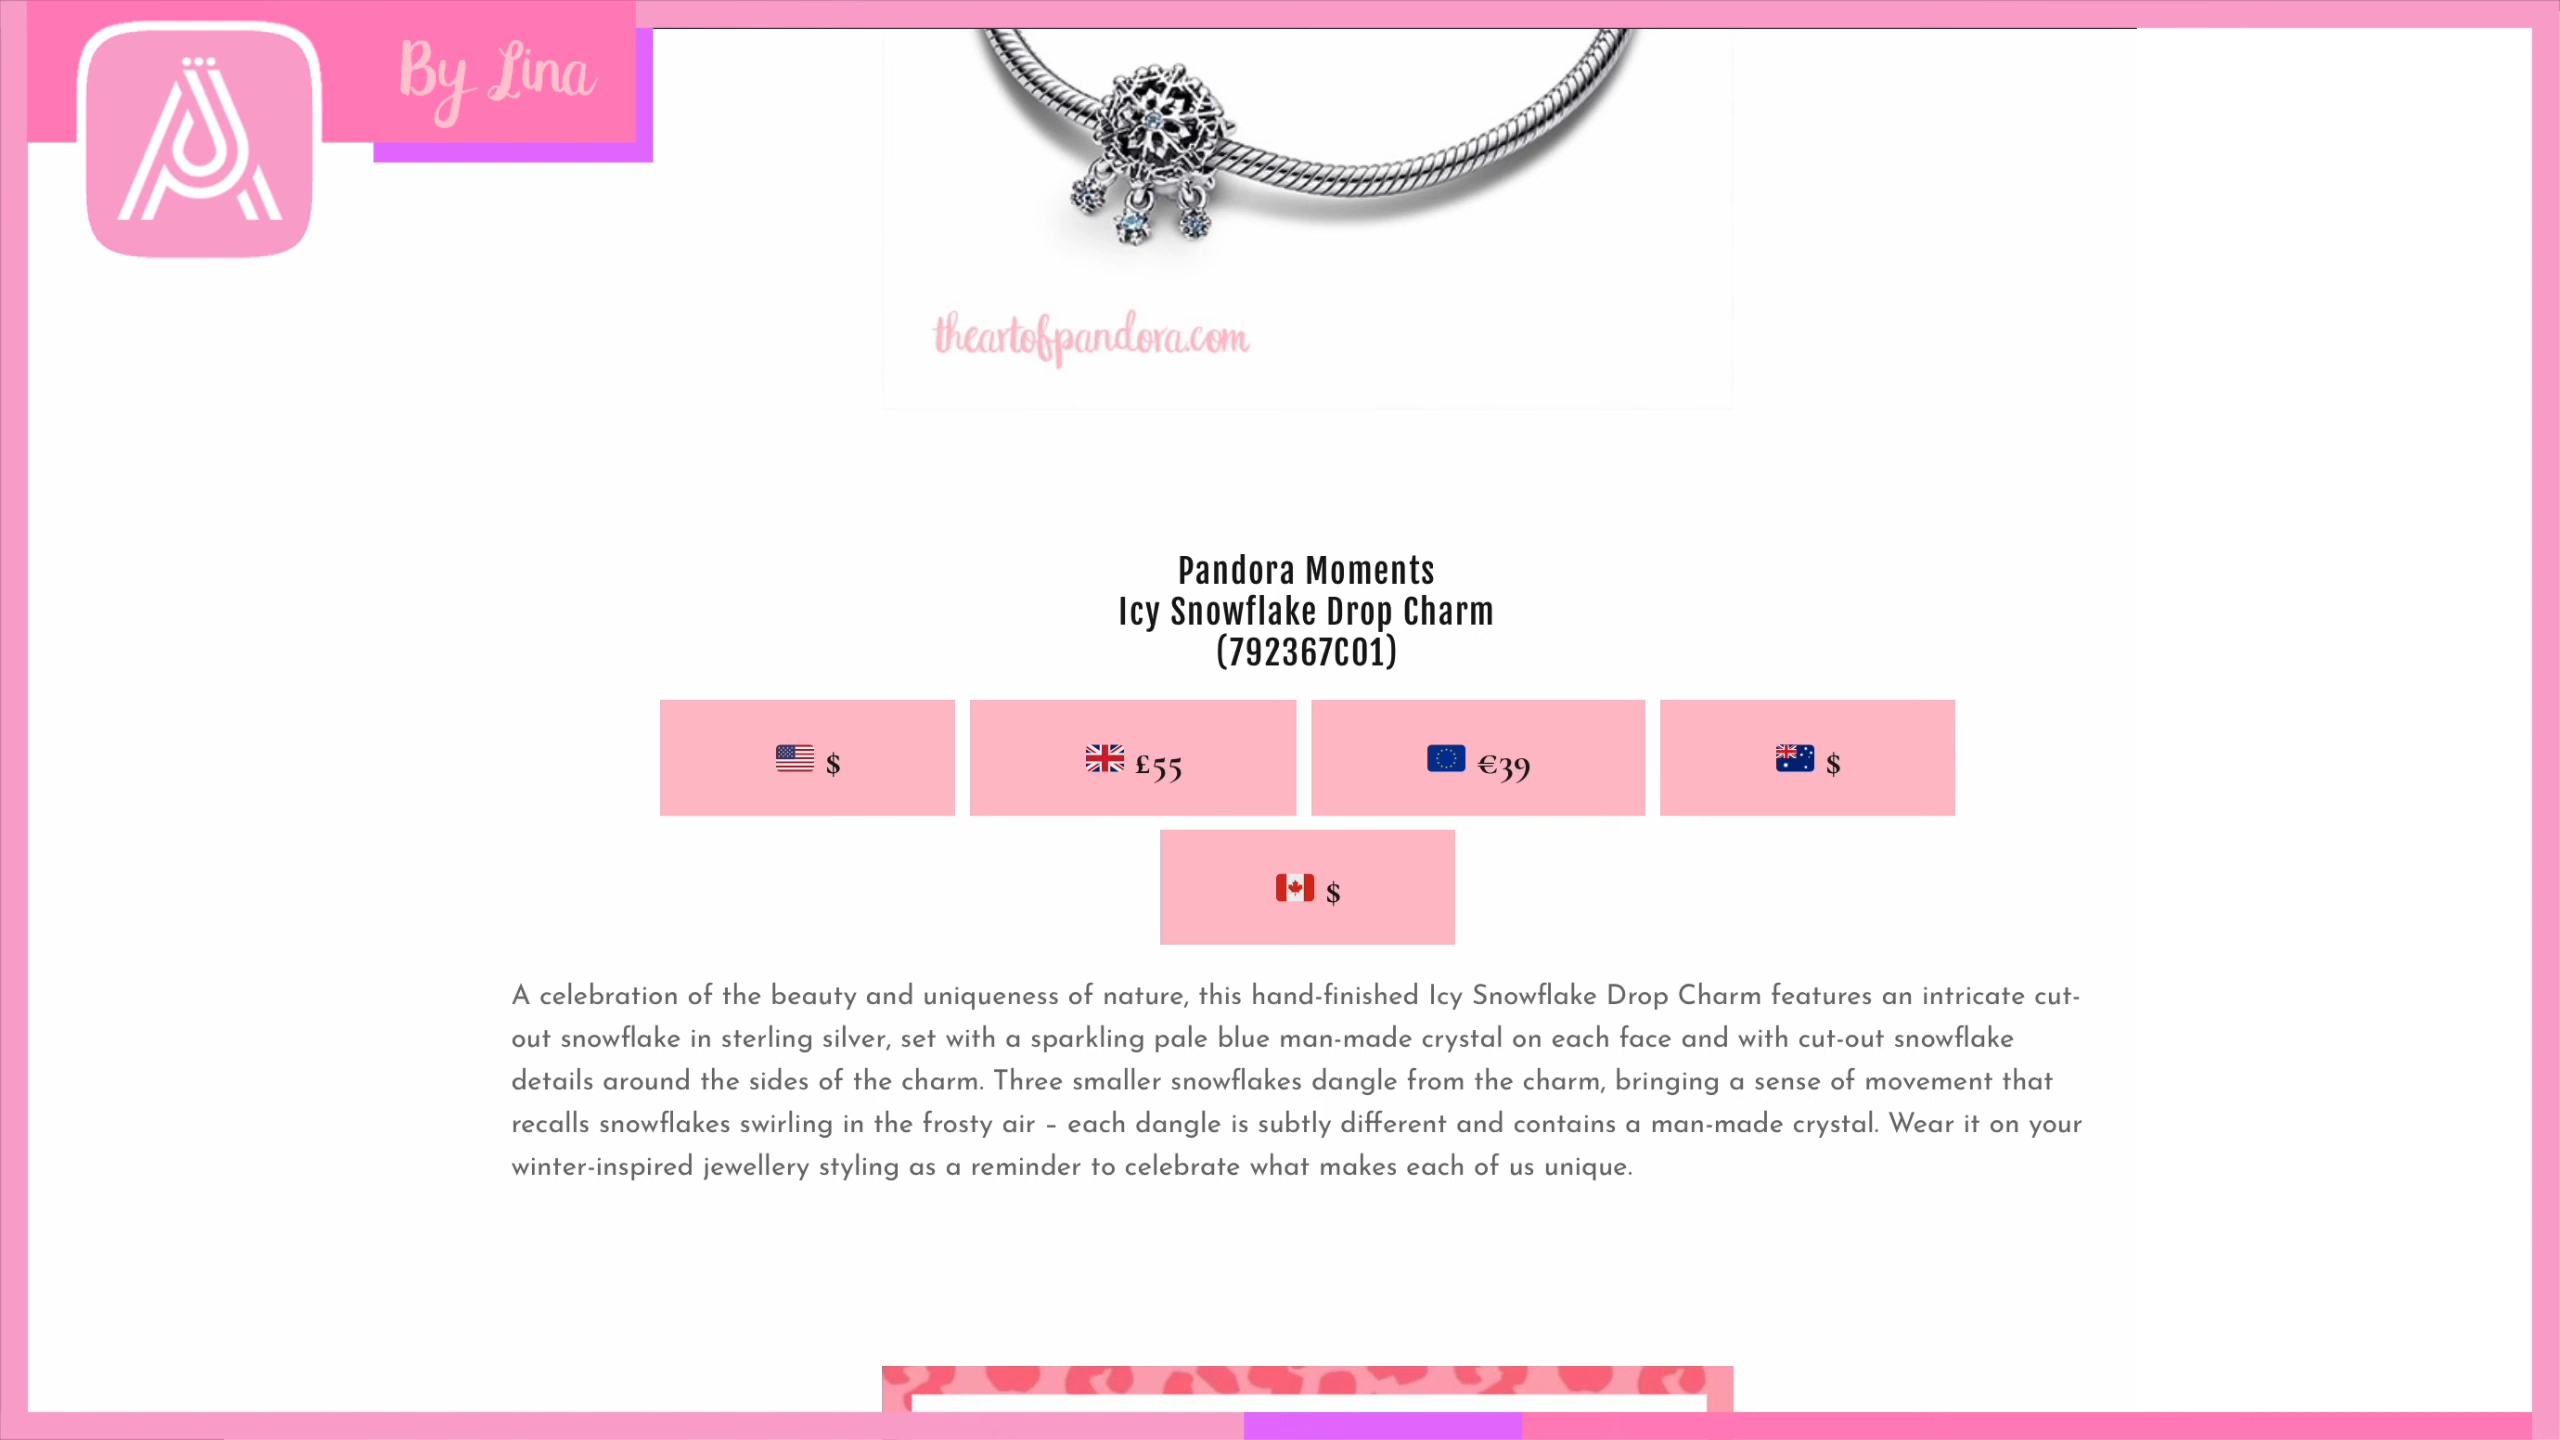 By Lina
theartofpandora.com
Pandora Moments
Icy Snowflake Drop Charm
(792367C01)
$ £55 €39 $
$
A celebration of the beauty and uniqueness of nature, this hand-finished Icy Snowflake Drop Charm features an intricate cut-
out snowflake in sterling silver, set with a sparkling pale blue man-made crystal on each face and with cut-out snowflake
details around the sides of the charm. Three smaller snowflakes dangle from the charm, bringing a sense of movement that
recalls snowflakes swirling in the frosty air – each dangle is subtly different and contains a man-made crystal. Wear it on your
winter-inspired jewellery styling as a reminder to celebrate what makes each of us unique.